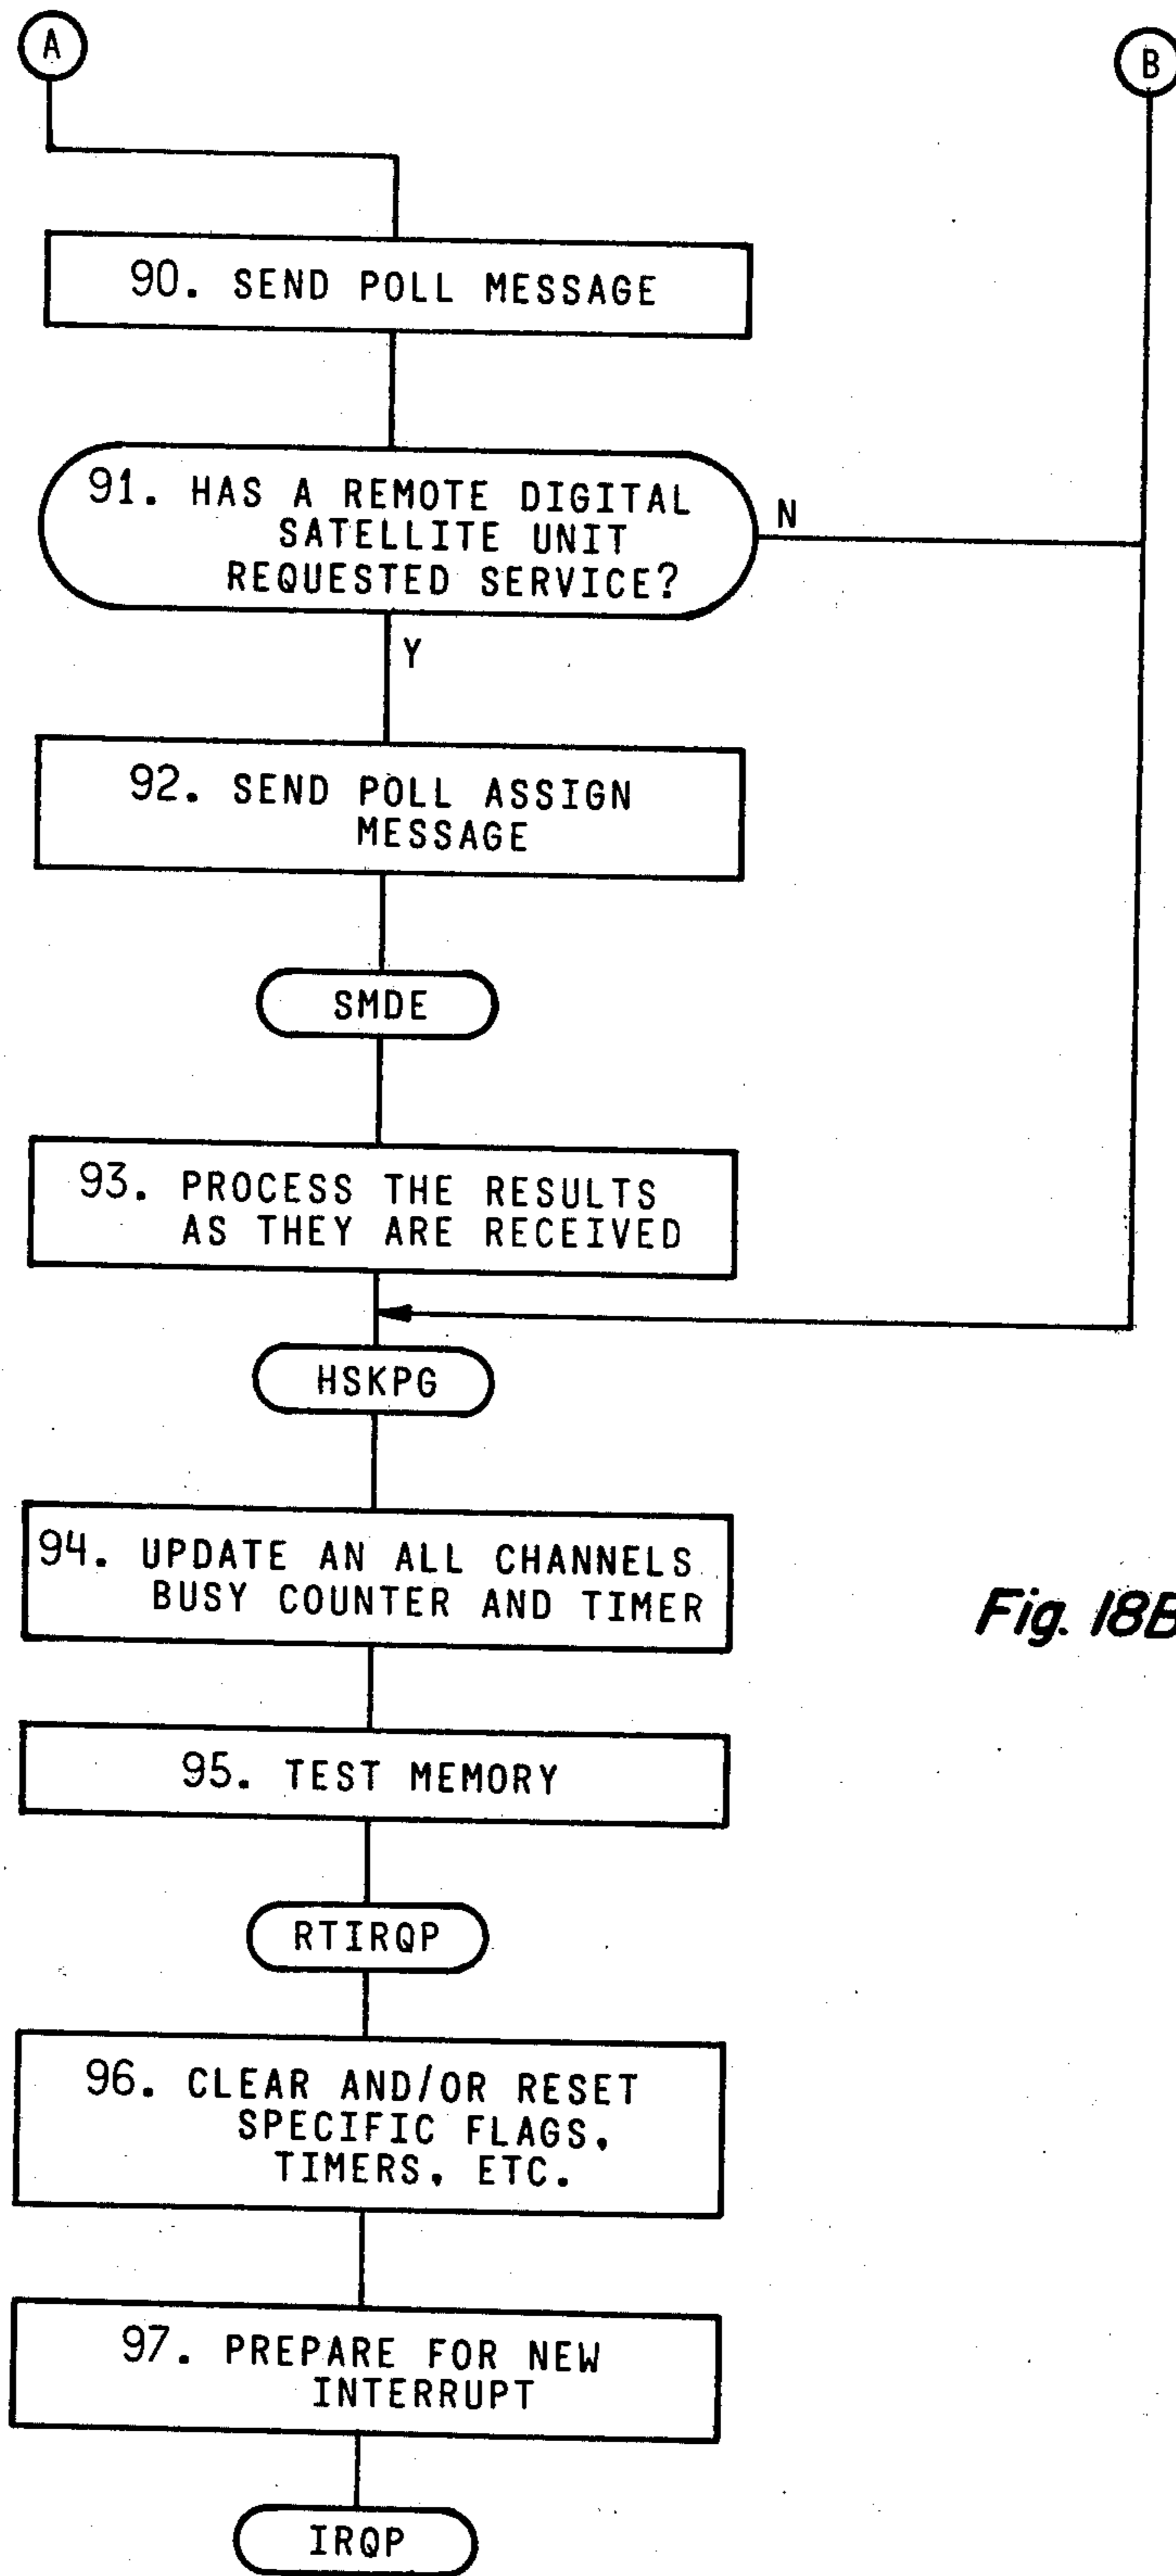 A
B
90. SEND POLL MESSAGE
91. HAS A REMOTE DIGITAL
SATELLITE UNIT
REQUESTED SERVICE?
N
Y
92. SEND POLL ASSIGN
MESSAGE
SMDE
93. PROCESS THE RESULTS
AS THEY ARE RECEIVED
HSKPG
94. UPDATE AN ALL CHANNELS
BUSY COUNTER AND TIMER
Fig. 18B
95. TEST MEMORY
RTIRQP
96. CLEAR AND/OR RESET
SPECIFIC FLAGS,
TIMERS, ETC.
97. PREPARE FOR NEW
INTERRUPT
IRQP